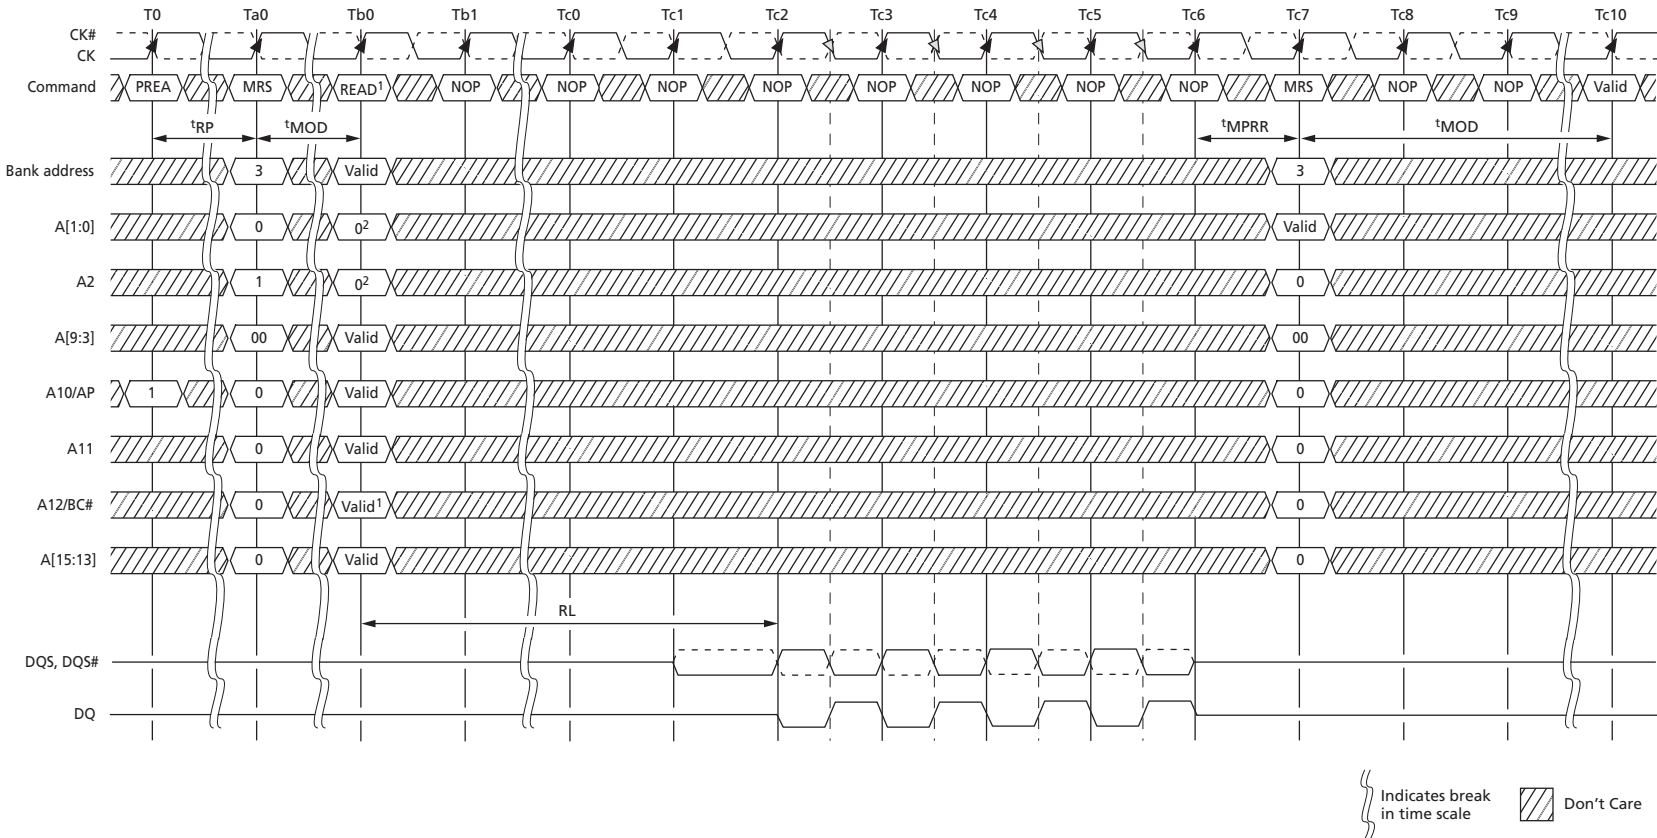 T0 Ta0 Tb0 Tb1 Tc0 Tc1 Tc2 Tc3 Tc4 Tc5 Tc6 Tc7 Tc8 Tc9 Tc10
CK#
CK
Command PREA MRS READ1 NOP NOP NOP NOP NOP NOP NOP NOP MRS NOP NOP Valid
tRP tMOD tMPRR tMOD
Bank address 3 Valid 3
A[1:0] 0 02 Valid
A2 1 02 0
A[9:3] 00 Valid 00
A10/AP 1 0 Valid 0
A11 0 Valid 0
A12/BC# 0 Valid1 0
A[15:13] 0 Valid 0
RL
DQS, DQS#
DQ
Indicates break
in time scale
Don't Care